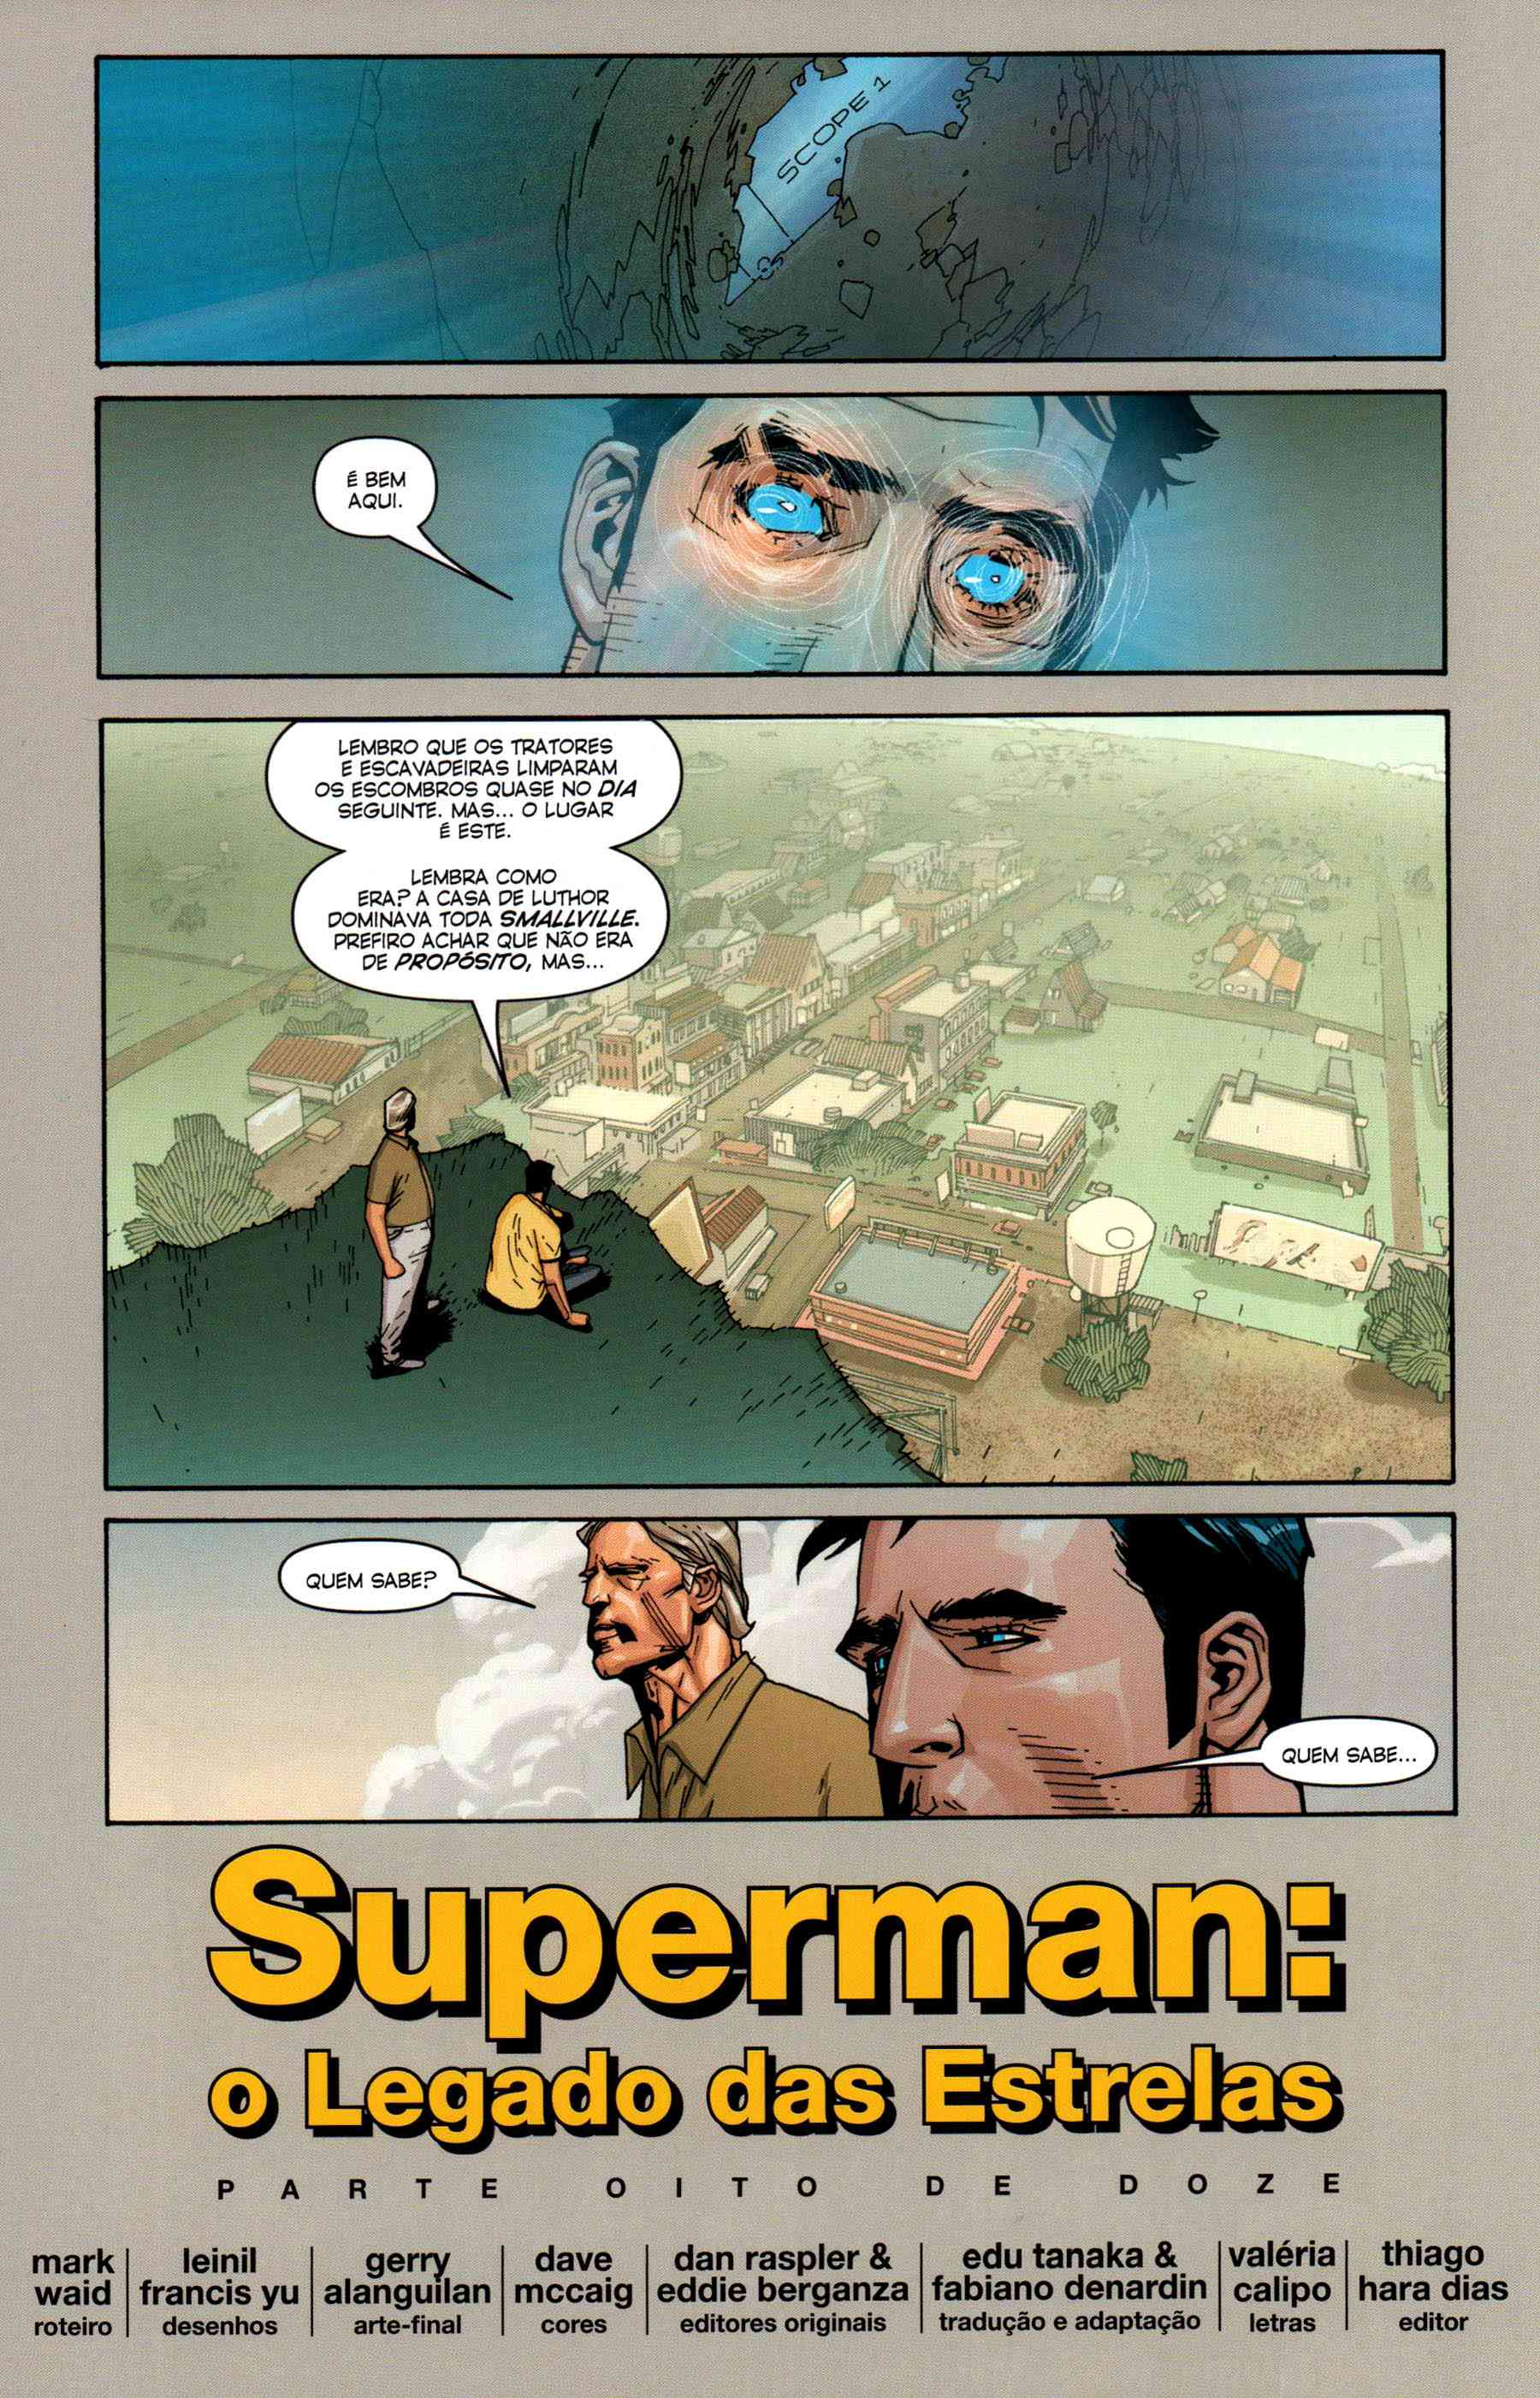 SCOPE 1
É BEM
AQUI.
LEMBRO QUE OS TRATORES
E ESCAVADEIRAS LIMPARAM
OS ESCOMBROS QUASE NO DIA
SEGUINTE. MAS... O LUGAR
É ESTE.
LEMBRA COMO
ERA? A CASA DE LUTHOR
DOMINAVA TODA SMALLVILLE.
PREFIRO ACHAR QUE NÃO ERA
DE PROPÓSITO, MAS...
QUEM SABE?
QUEM SABE...
Superman:
o Legado das Estrelas
PARTE OITO DE DOZE
mark
waid
roteiro
leinil
francis yu
desenhos
gerry
alanguilan
arte-final
dave
mccaig
cores
dan raspler &
eddie berganza
editores originais
edu tanaka &
fabiano denardin
tradução e adaptação
valéria
calipo
letras
thiago
hara dias
editor